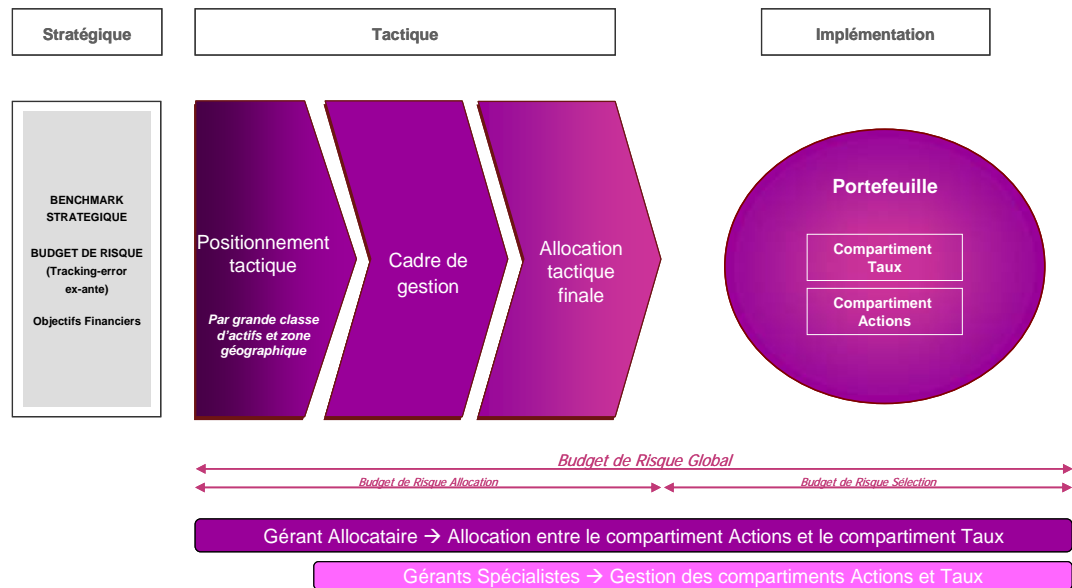 Stratégique
Tactique
Implémentation
BENCHMARK
STRATEGIQUE
BUDGET DE RISQUE
(Tracking-error
ex-ante)
Objectifs Financiers
Positionnement
tactique
Par grande classe
d'actifs et zone
géographique
Cadre de
gestion
Allocation
tactique
finale
Portefeuille
Compartiment
Taux
Compartiment
Actions
Budget de Risque Global
Budget de Risque Allocation
Budget de Risque Sélection
Gérant Allocataire → Allocation entre le compartiment Actions et le compartiment Taux
Gérants Spécialistes → Gestion des compartiments Actions et Taux